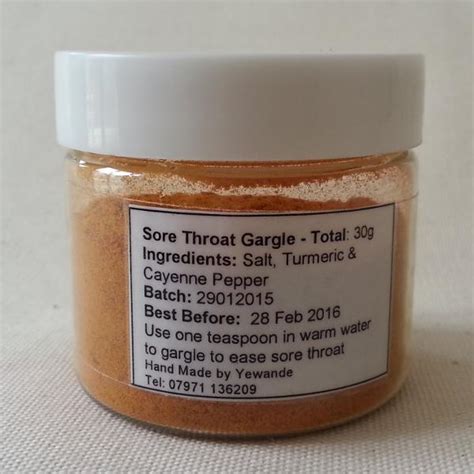 Sore Throat Gargle - Total: 30g
Ingredients: Salt, Turmeric &
Cayenne Pepper
Batch: 29012015
Best Before:  28 Feb 2016
Use one teaspoon in warm water
to gargle to ease sore throat
Hand Made by Yewande
Tel: 07971 136209